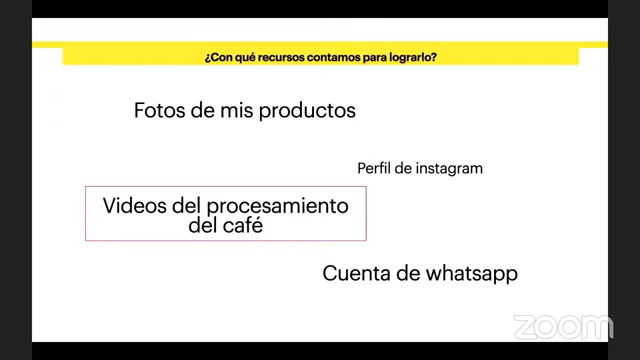 ¿Con qué recursos contamos para lograrlo?
Fotos de mis productos
Perfil de instagram
Videos del procesamiento
del café
Cuenta de whatsapp
zoom